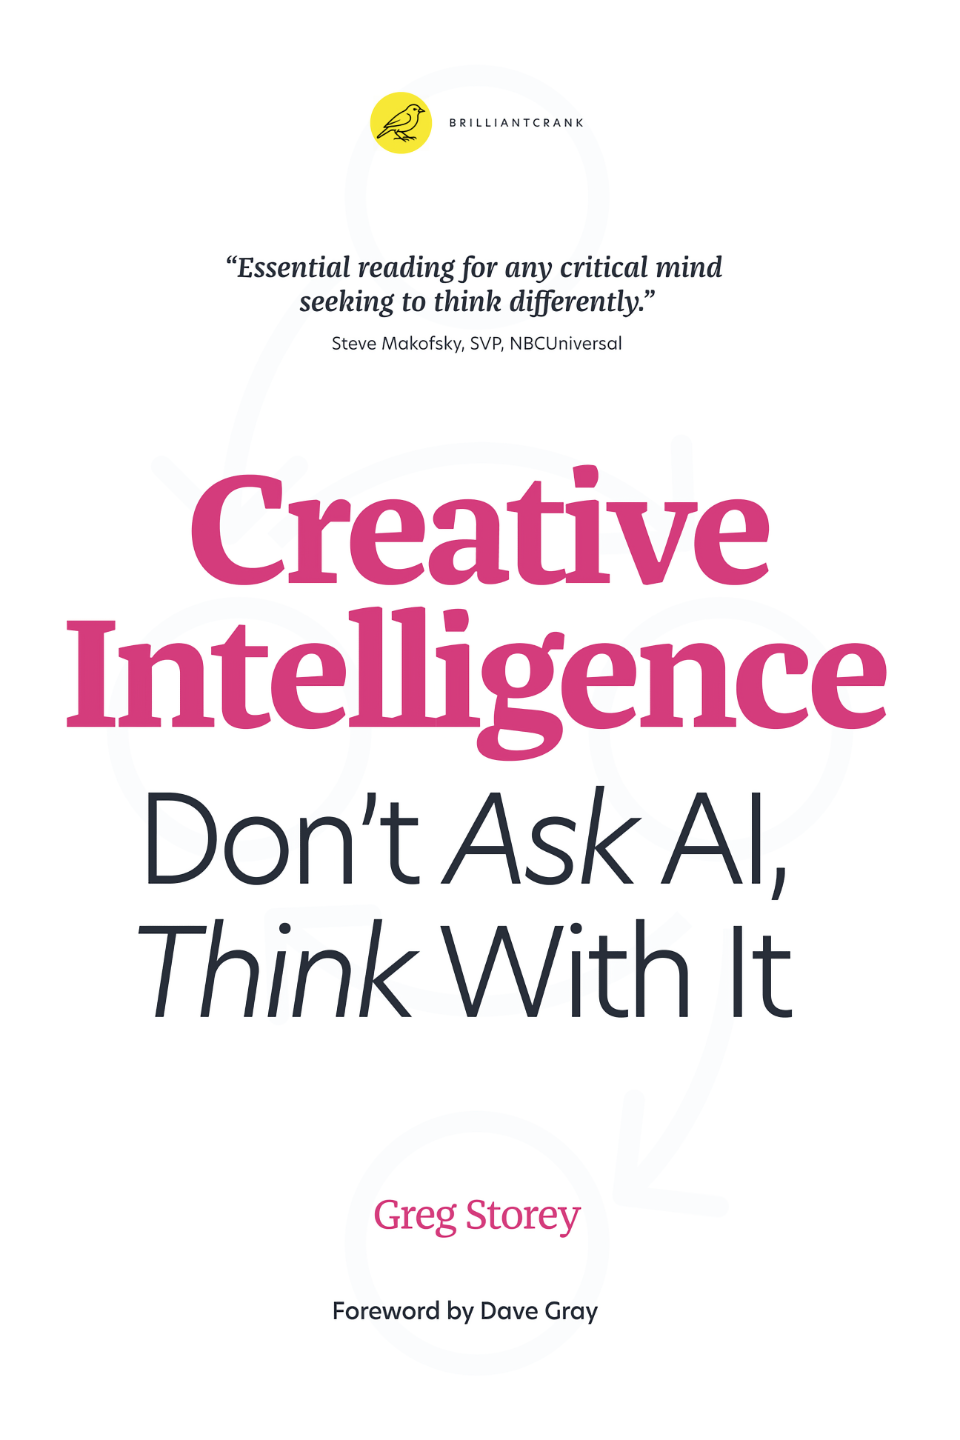 BRILLIANTCRANK
“Essential reading for any critical mind
seeking to think differently.”
Steve Makofsky, SVP, NBCUniversal
Creative
Intelligence
Don’t Ask AI,
Think With It
Greg Storey
Foreword by Dave Gray